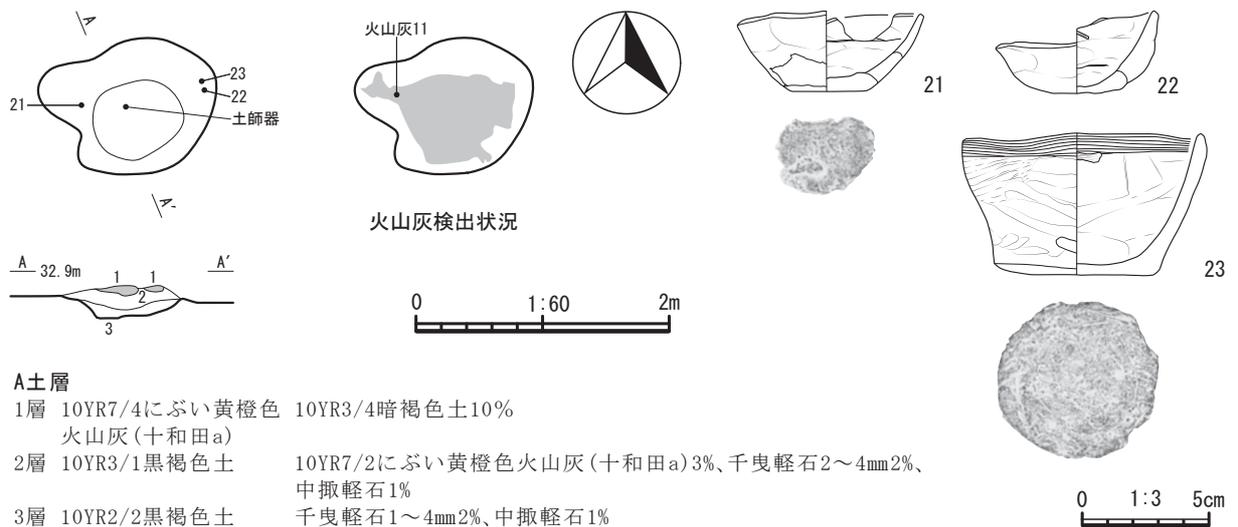 A
23
22
21
土師器
A'
火山灰11
火山灰検出状況
21
22
23
A 32.9m A'
1 1
2
3
0 1:60 2m
A土層
1層 10YR7/4にぶい黄橙色 10YR3/4暗褐色土10%
火山灰(十和田a)
2層 10YR3/1黒褐色土 10YR7/2にぶい黄橙色火山灰(十和田a)3%、千曳軽石2～4㎜2%、
中掫軽石1%
3層 10YR2/2黒褐色土 千曳軽石1～4㎜2%、中掫軽石1%
0 1:3 5cm